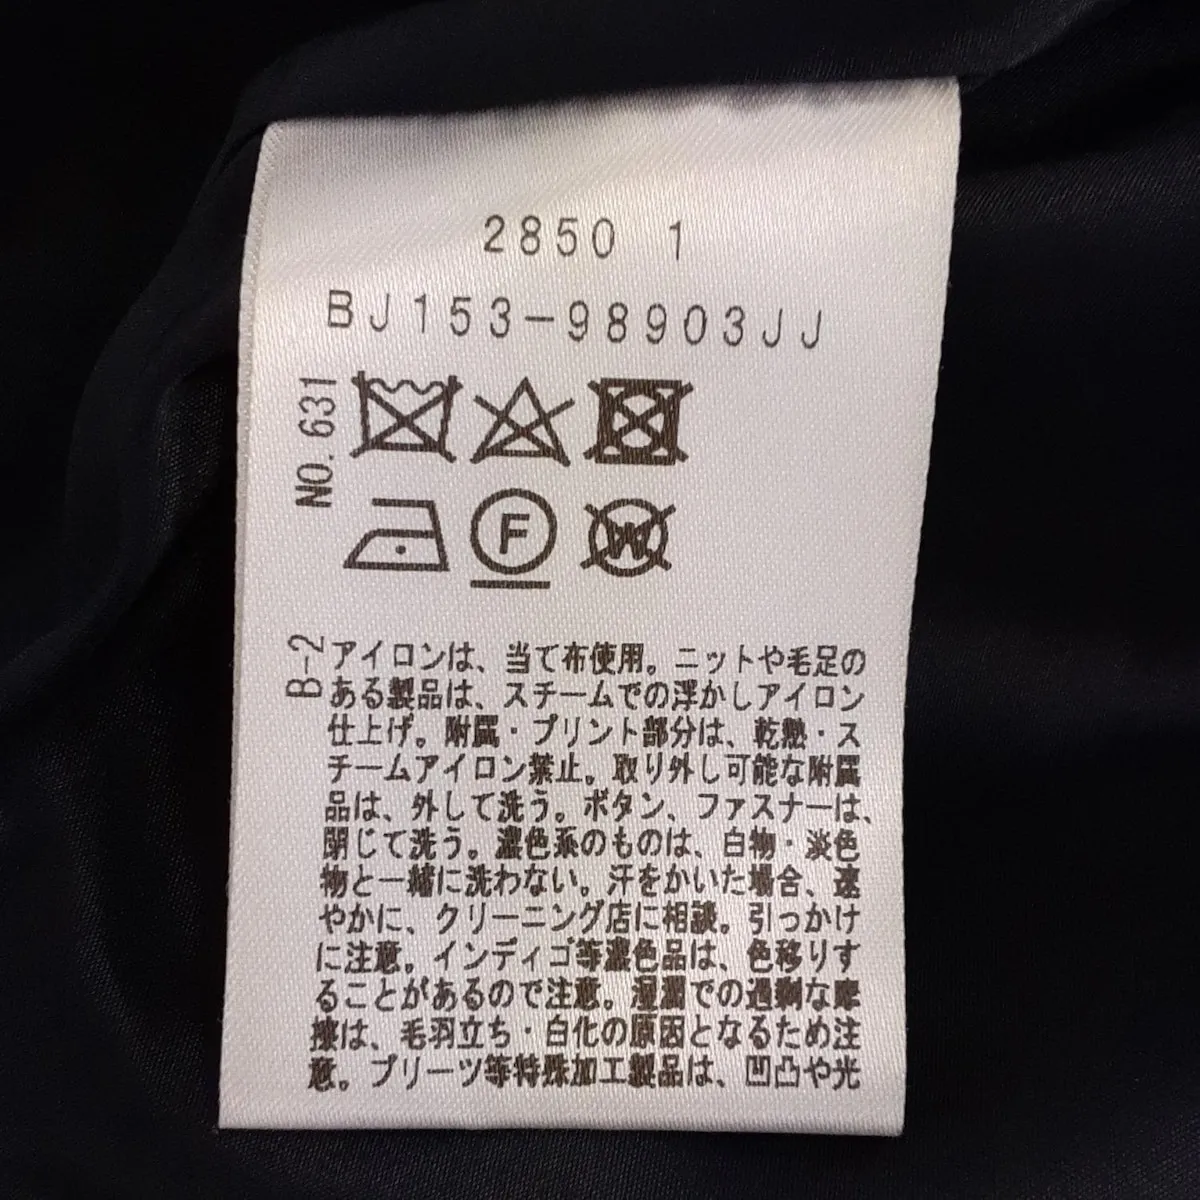 2850 1
BJ153-98903JJ
NO. 631
F
W
B-2
アイロンは、当て布使用。ニットや毛足の
ある製品は、スチームでの浮かしアイロン
仕上げ。附属・プリント部分は、乾熱・ス
チームアイロン禁止。取り外し可能な附属
品は、外して洗う。ボタン、ファスナーは、
閉じて洗う。濃色系のものは、白物・淡色
物と一緒に洗わない。汗をかいた場合、速
やかに、クリーニング店に相談。引っかけ
に注意。インディゴ等濃色品は、色移りす
ることがあるので注意。湿潤での過剰な摩
擦は、毛羽立ち・白化の原因となるため注
意。プリーツ等特殊加工製品は、凹凸や光